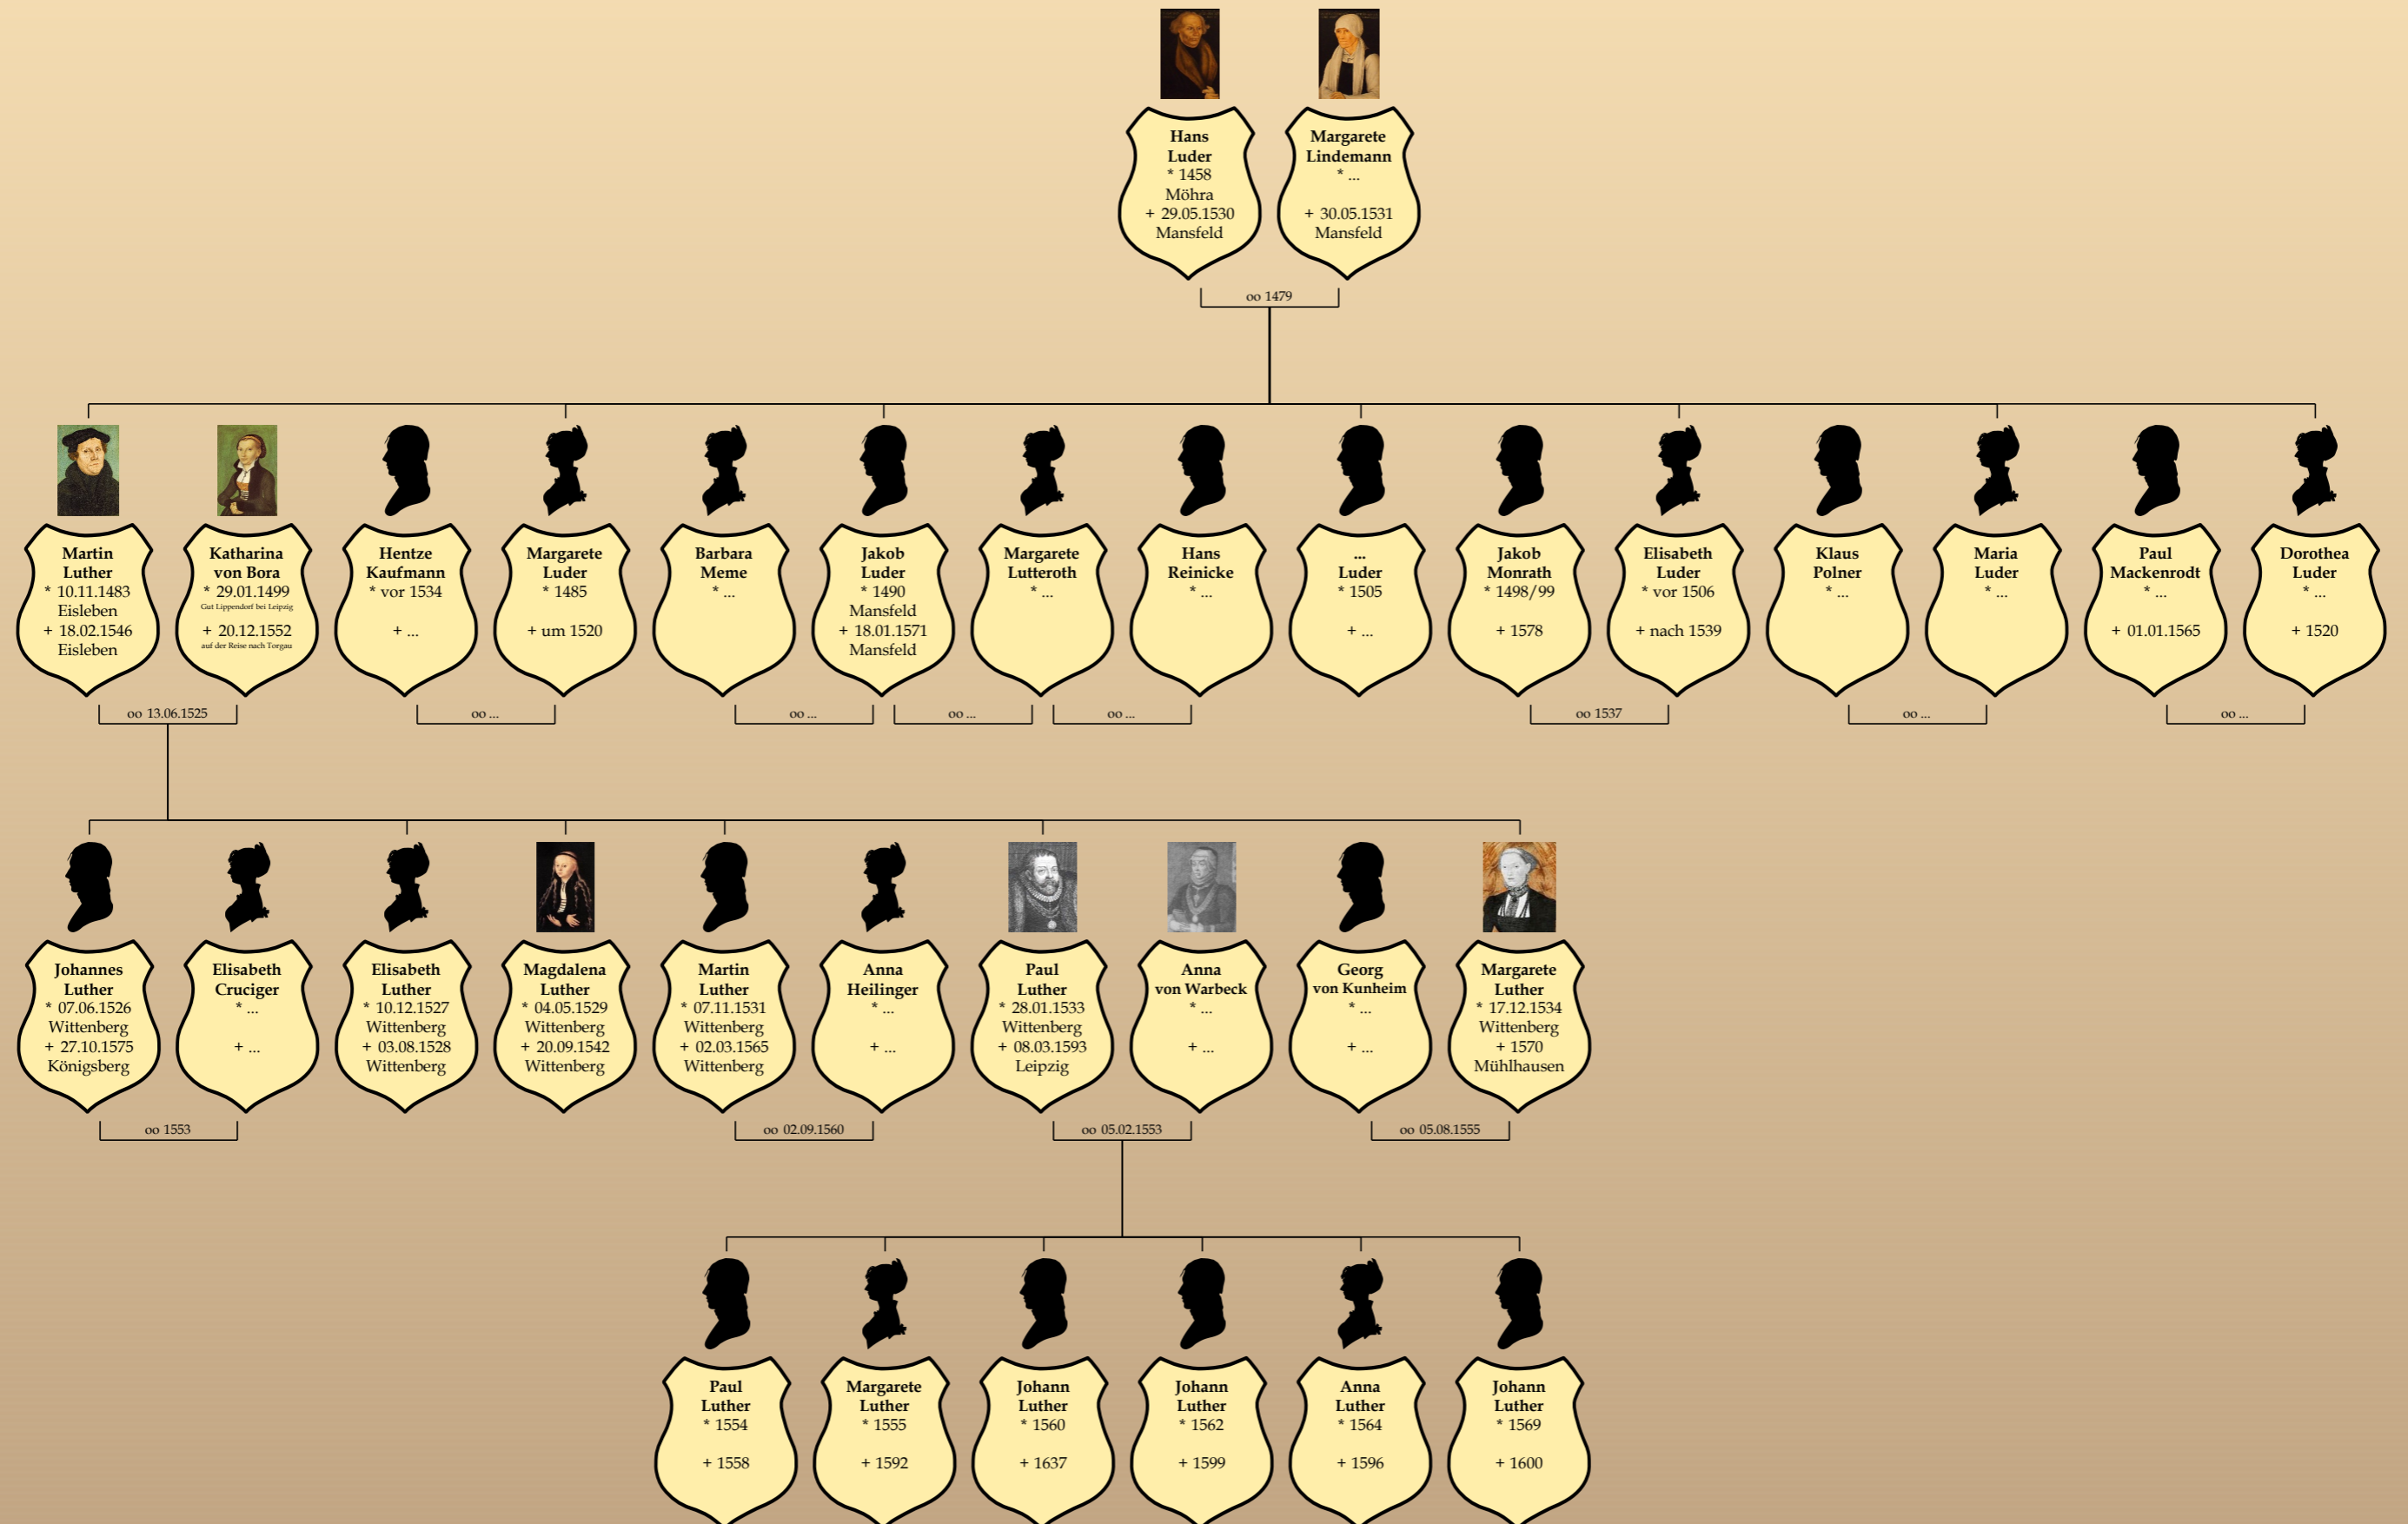 Hans
Luder
* 1458
Möhra
+ 29.05.1530
Mansfeld
Margarete
Lindemann
* ...
+ 30.05.1531
Mansfeld
oo 1479
Martin
Luther
* 10.11.1483
Eisleben
+ 18.02.1546
Eisleben
Katharina
von Bora
* 29.01.1499
Gut Lippendorf bei Leipzig
+ 20.12.1552
auf der Reise nach Torgau
Hentze
Kaufmann
* vor 1534
+ ...
Margarete
Luder
* 1485
+ um 1520
Barbara
Meme
* ...
Jakob
Luder
* 1490
Mansfeld
+ 18.01.1571
Mansfeld
Margarete
Lutteroth
* ...
Hans
Reinicke
* ...
...
Luder
* 1505
+ ...
Jakob
Monrath
* 1498/99
+ 1578
Elisabeth
Luder
* vor 1506
+ nach 1539
Klaus
Polner
* ...
Maria
Luder
* ...
Paul
Mackenrodt
* ...
+ 01.01.1565
Dorothea
Luder
* ...
+ 1520
oo 13.06.1525
oo ...
oo ...
oo ...
oo ...
oo 1537
oo ...
oo ...
Johannes
Luther
* 07.06.1526
Wittenberg
+ 27.10.1575
Königsberg
Elisabeth
Cruciger
* ...
+ ...
Elisabeth
Luther
* 10.12.1527
Wittenberg
+ 03.08.1528
Wittenberg
Magdalena
Luther
* 04.05.1529
Wittenberg
+ 20.09.1542
Wittenberg
Martin
Luther
* 07.11.1531
Wittenberg
+ 02.03.1565
Wittenberg
Anna
Heilinger
* ...
+ ...
Paul
Luther
* 28.01.1533
Wittenberg
+ 08.03.1593
Leipzig
Anna
von Warbeck
* ...
+ ...
Georg
von Kunheim
* ...
+ ...
Margarete
Luther
* 17.12.1534
Wittenberg
+ 1570
Mühlhausen
oo 1553
oo 02.09.1560
oo 05.02.1553
oo 05.08.1555
Paul
Luther
* 1554
+ 1558
Margarete
Luther
* 1555
+ 1592
Johann
Luther
* 1560
+ 1637
Johann
Luther
* 1562
+ 1599
Anna
Luther
* 1564
+ 1596
Johann
Luther
* 1569
+ 1600